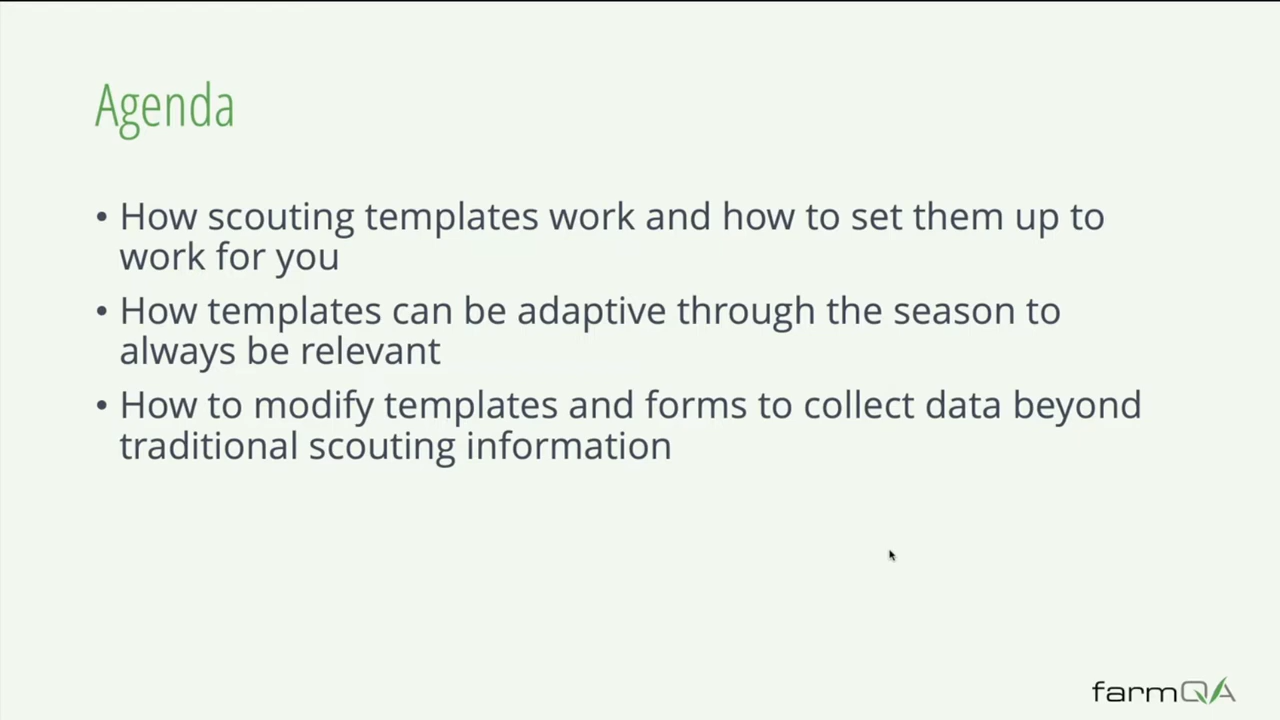 Agenda
• How scouting templates work and how to set them up to
work for you
• How templates can be adaptive through the season to
always be relevant
• How to modify templates and forms to collect data beyond
traditional scouting information
farmQA